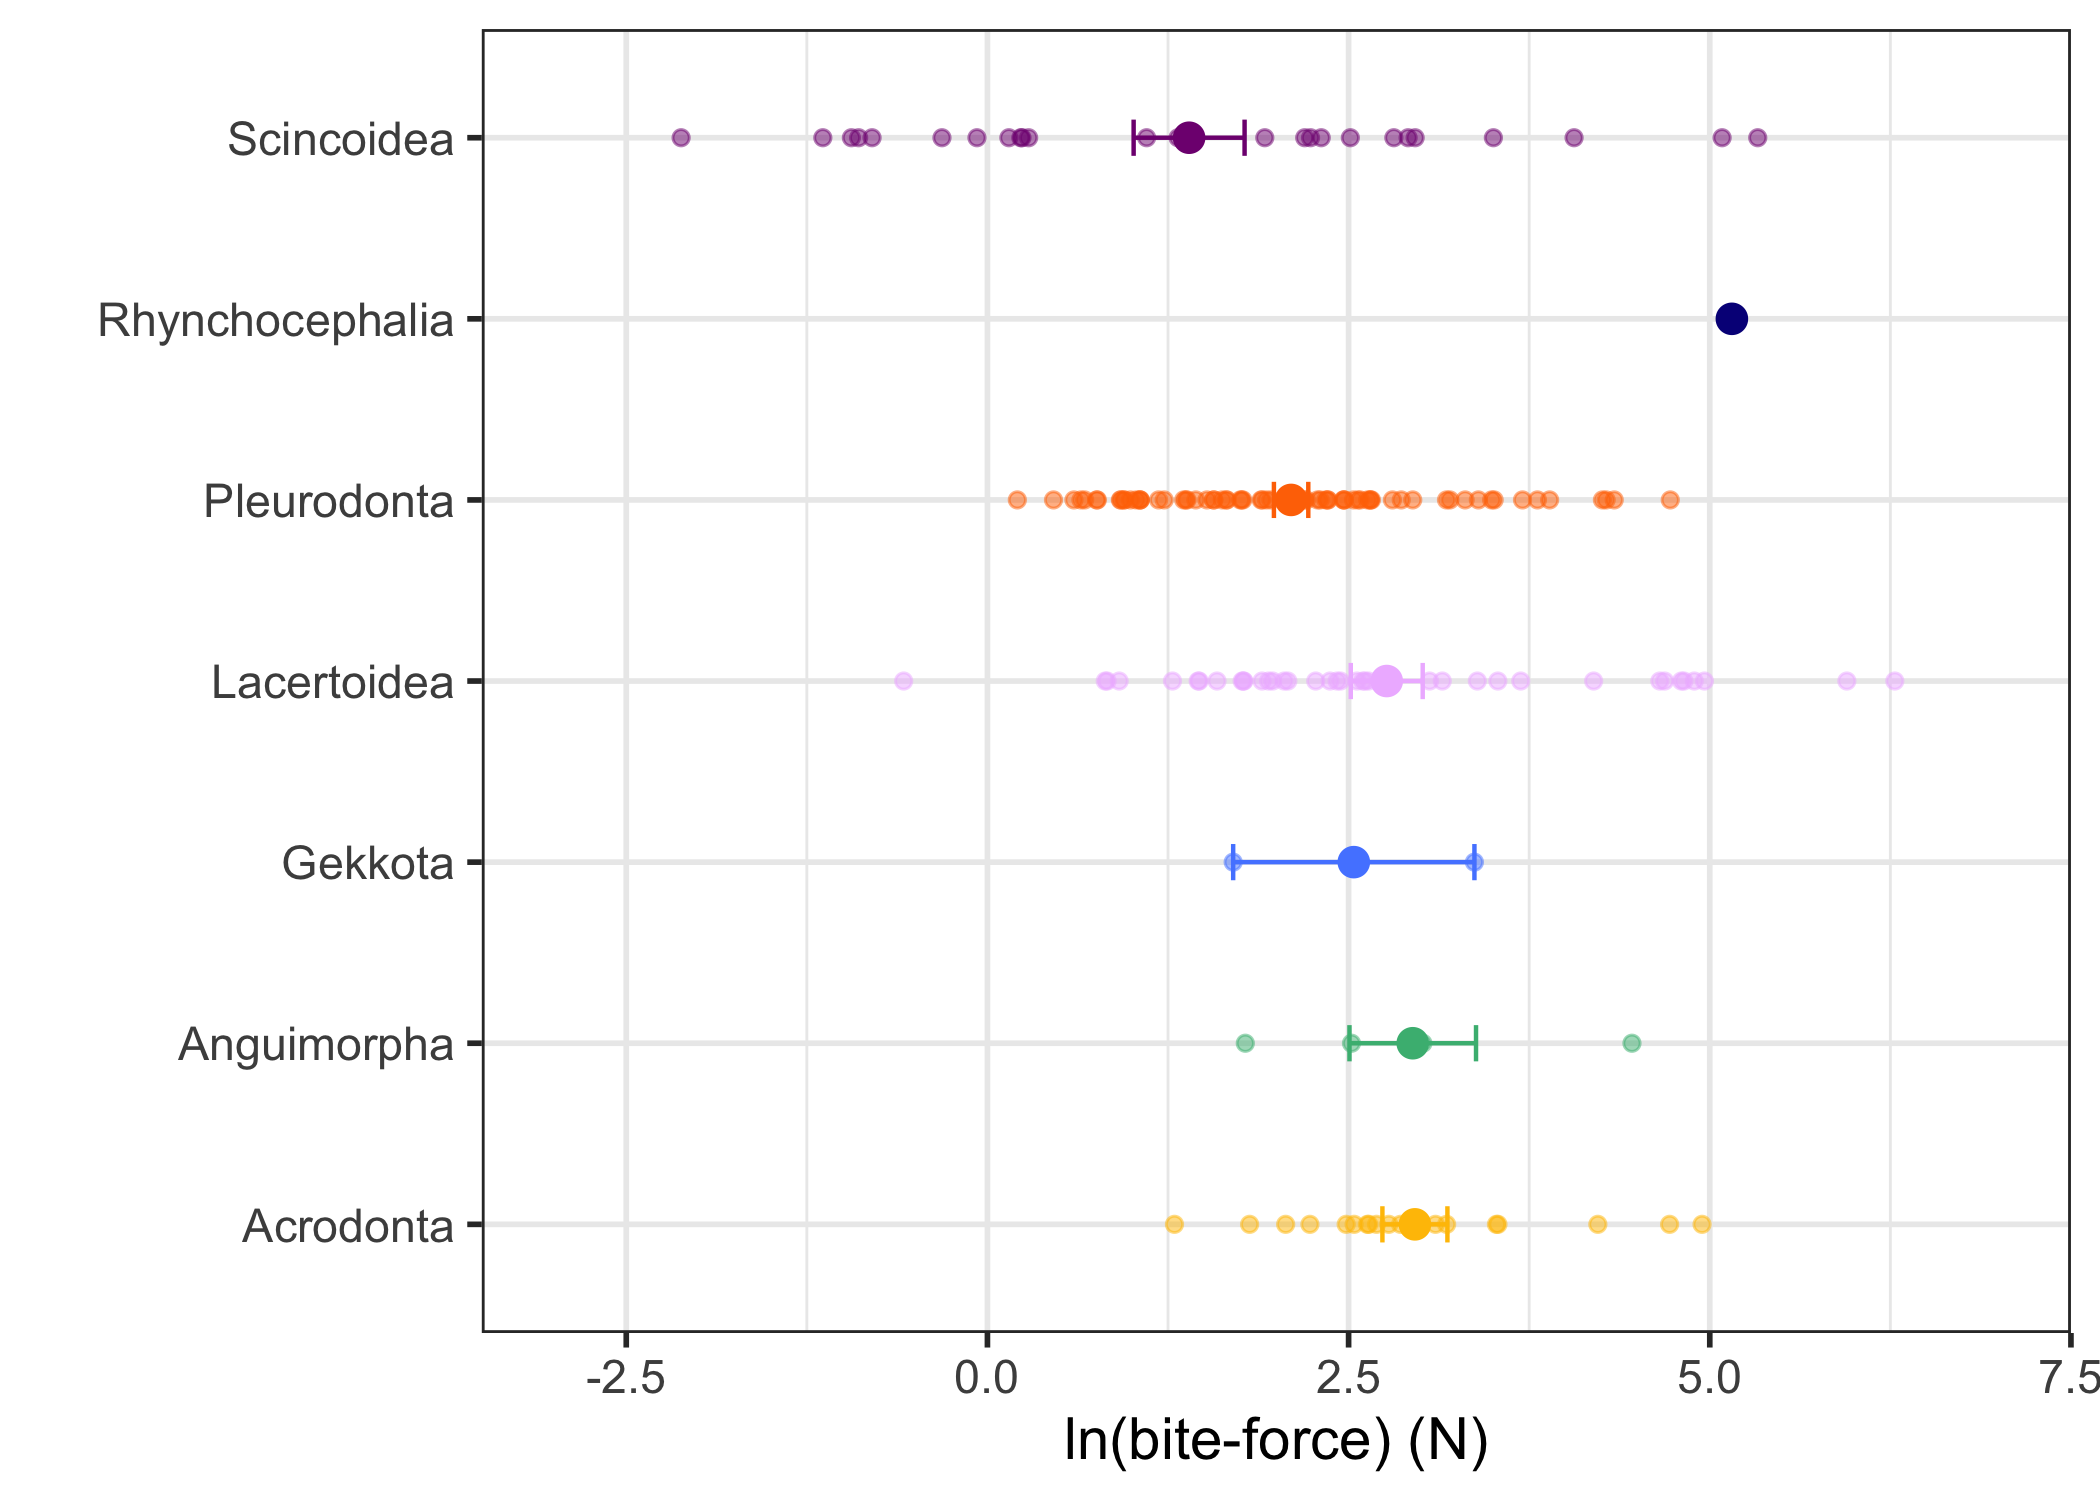 Scincoidea
Rhynchocephalia
Pleurodonta
Lacertoidea
Gekkota
Anguimorpha
Acrodonta
-2.5 0.0 2.5 5.0 7.5
ln(bite-force) (N)